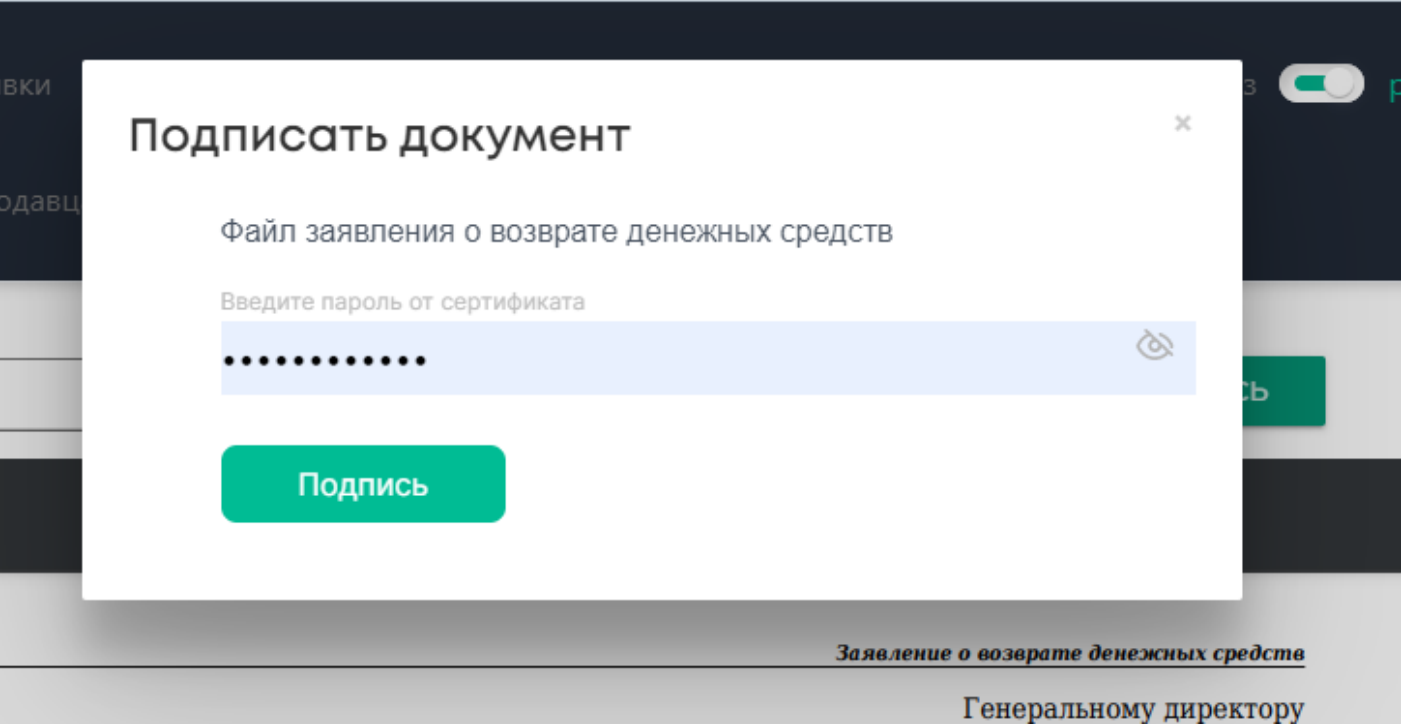 Подписать документ
×
Файл заявления о возврате денежных средств
Введите пароль от сертификата
••••••••••••
Подпись
Заявление о возврате денежных средств
Генеральному директору